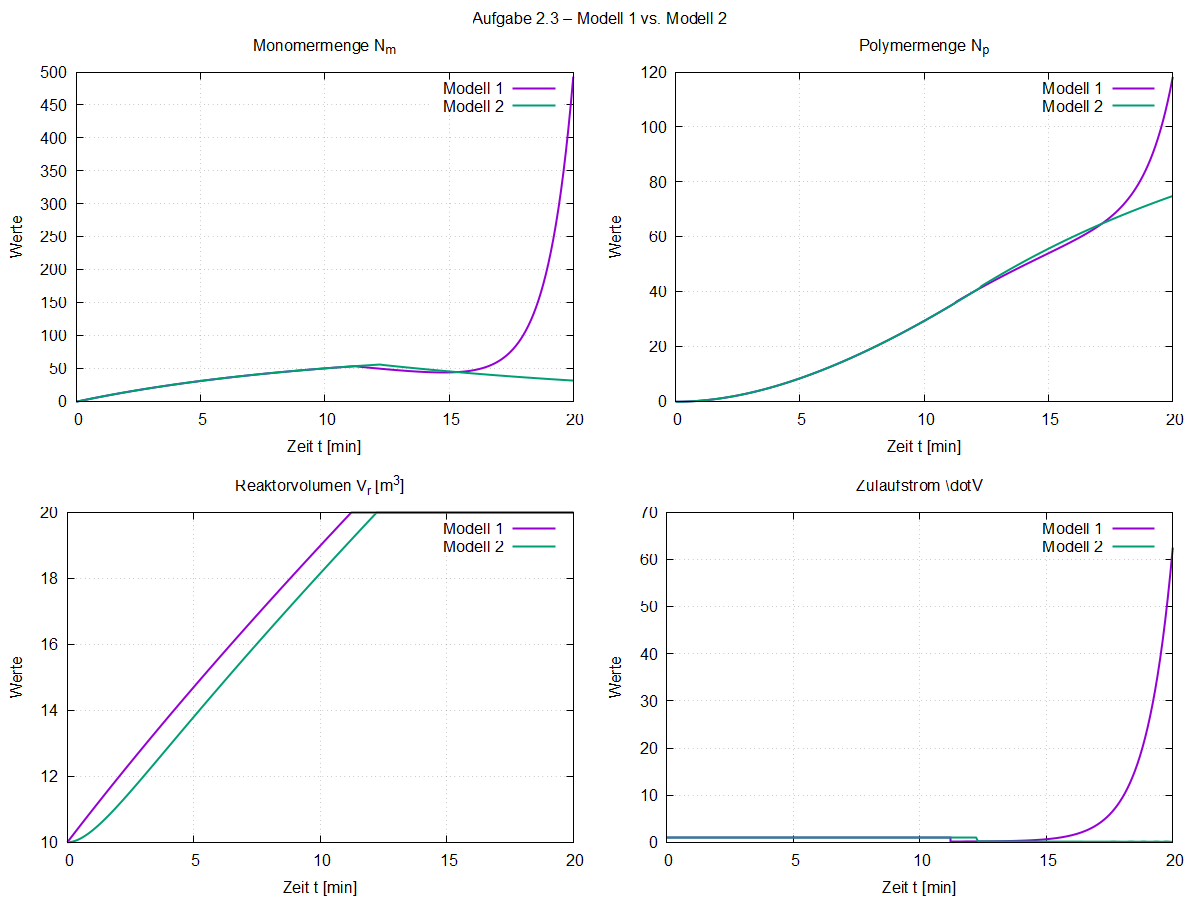 Aufgabe 2.3 – Modell 1 vs. Modell 2
Monomermenge Nm
Werte
500
450
400
350
300
250
200
150
100
50
0
Modell 1
Modell 2
0 5 10 15 20
Zeit t [min]
Polymermenge Np
Werte
120
100
80
60
40
20
0
Modell 1
Modell 2
0 5 10 15 20
Zeit t [min]
Reaktorvolumen Vr [m3]
Werte
20
18
16
14
12
10
Modell 1
Modell 2
0 5 10 15 20
Zeit t [min]
Zulaufstrom \dotV
Werte
70
60
50
40
30
20
10
0
Modell 1
Modell 2
0 5 10 15 20
Zeit t [min]